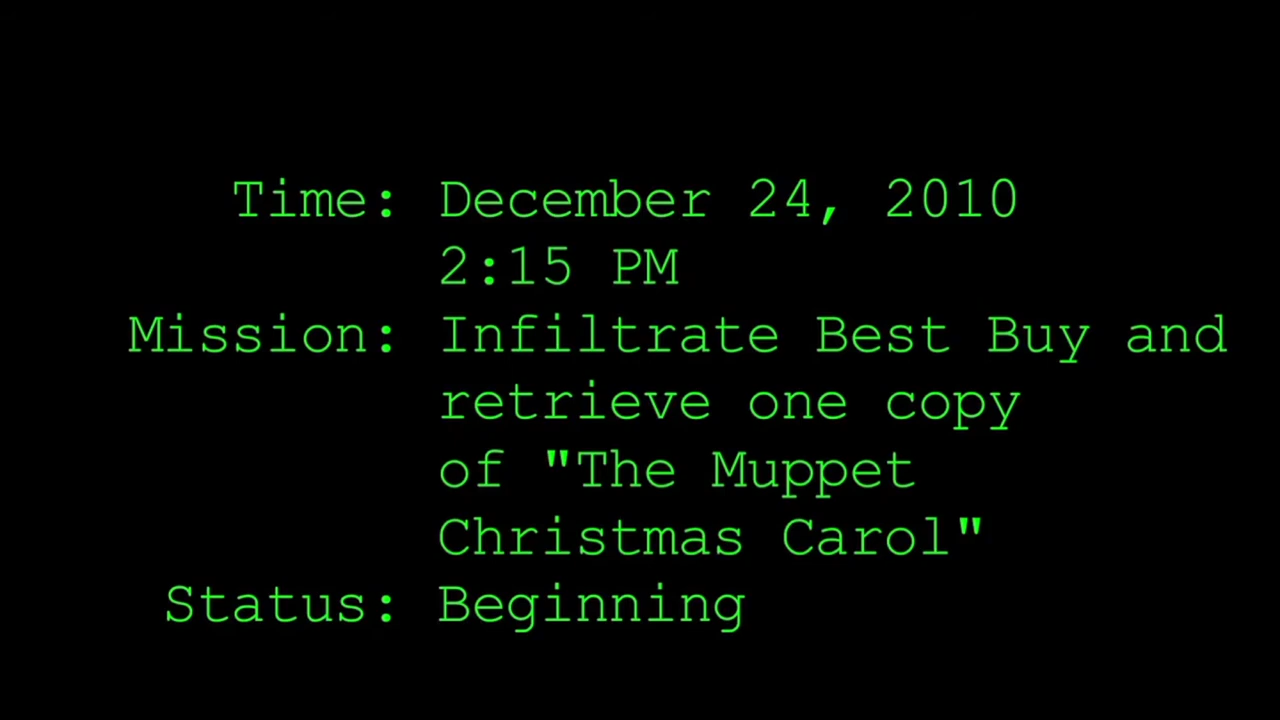 Time: December 24, 2010
2:15 PM
Mission: Infiltrate Best Buy and
retrieve one copy
of "The Muppet
Christmas Carol"
Status: Beginning